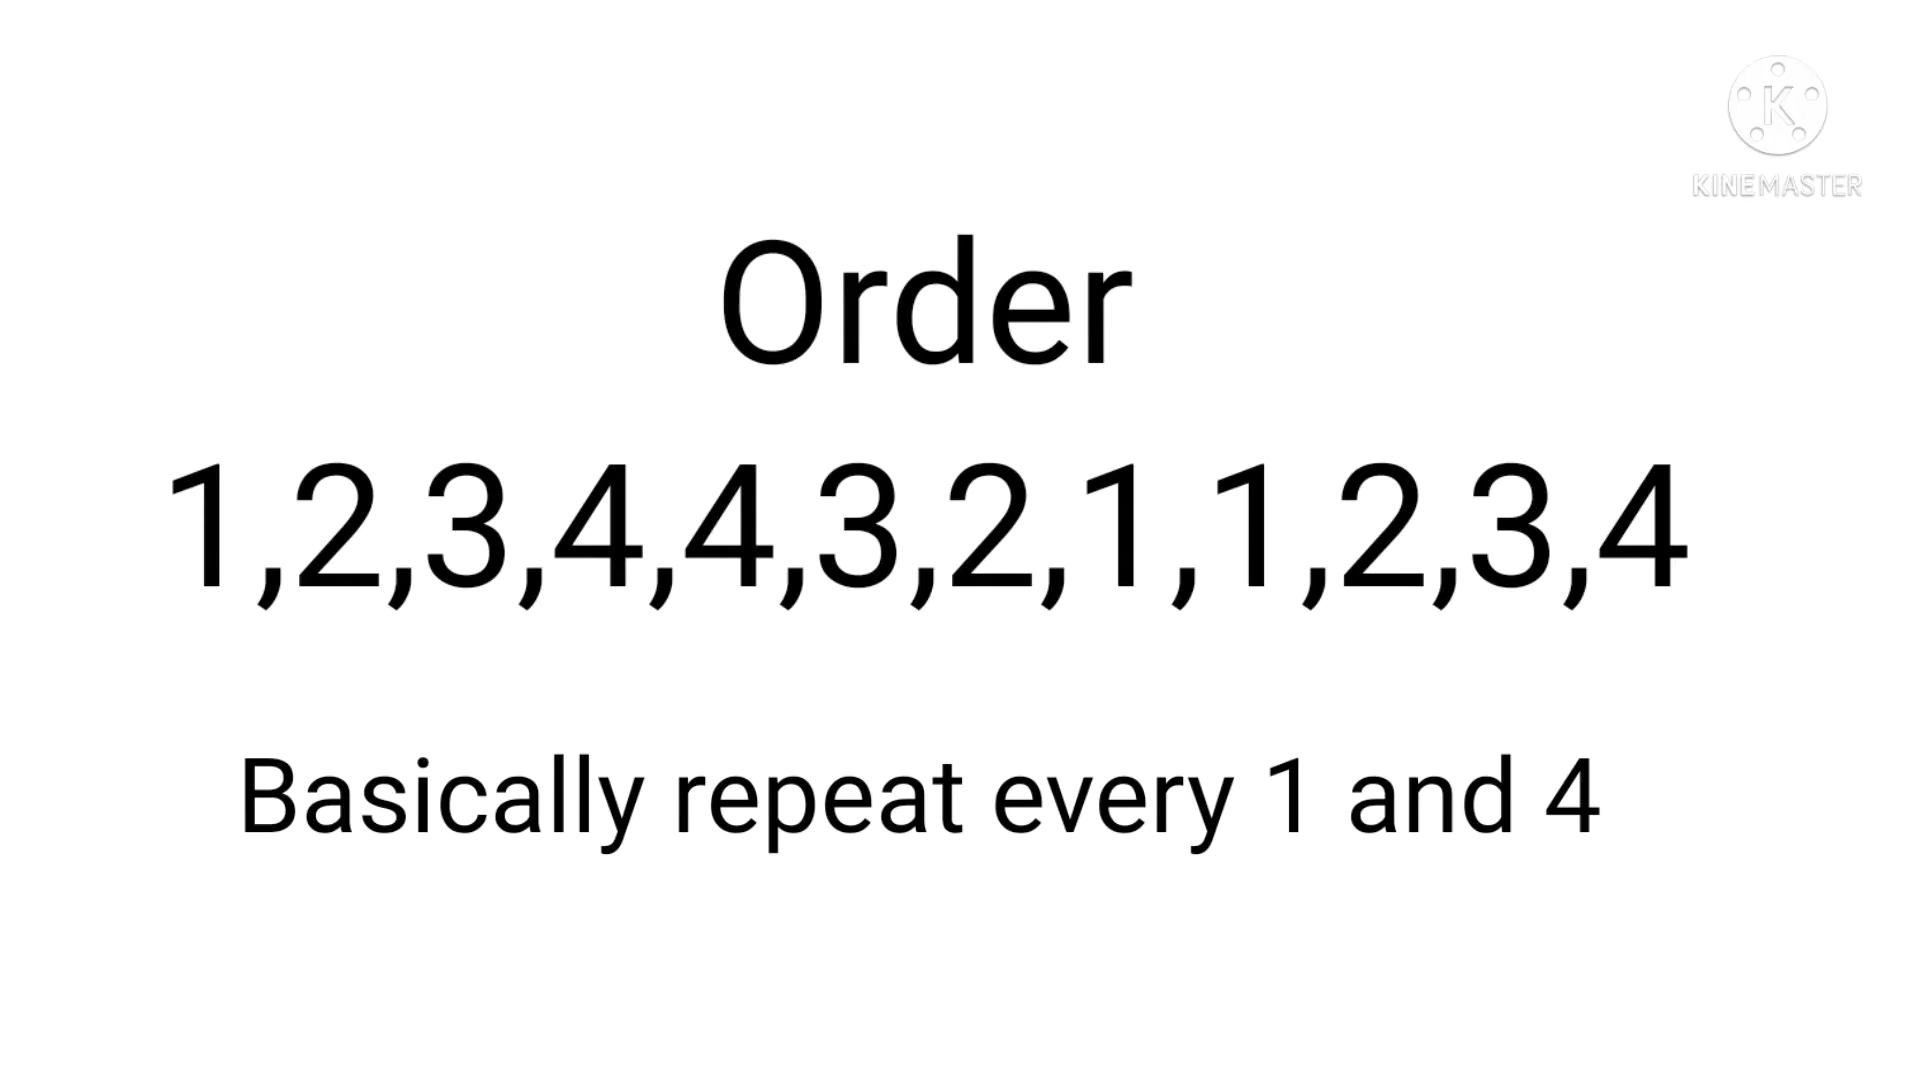 K
KINEMASTER
Order
1,2,3,4,4,3,2,1,1,2,3,4
Basically repeat every 1 and 4